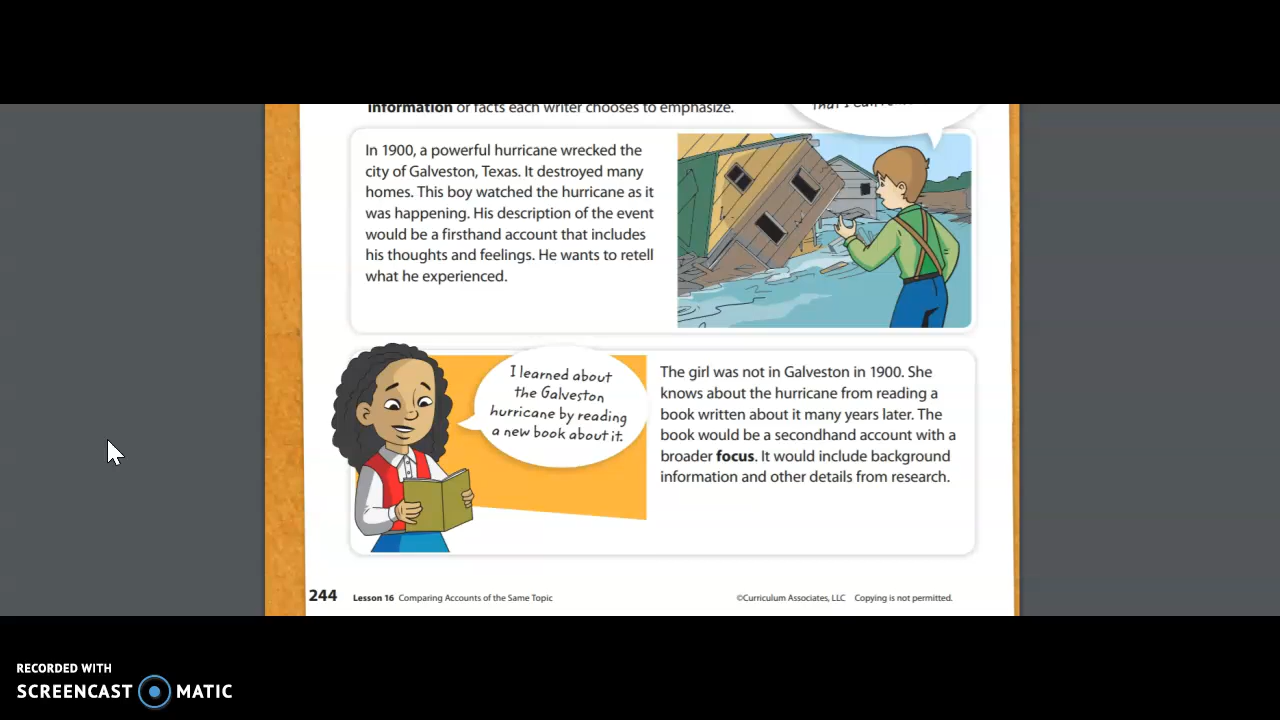 information or facts each writer chooses to emphasize.
that I can
In 1900, a powerful hurricane wrecked the
city of Galveston, Texas. It destroyed many
homes. This boy watched the hurricane as it
was happening. His description of the event
would be a firsthand account that includes
his thoughts and feelings. He wants to retell
what he experienced.
I learned about
the Galveston
hurricane by reading
a new book about it.
The girl was not in Galveston in 1900. She
knows about the hurricane from reading a
book written about it many years later. The
book would be a secondhand account with a
broader focus. It would include background
information and other details from research.
244 Lesson 16 Comparing Accounts of the Same Topic
©Curriculum Associates, LLC Copying is not permitted.
RECORDED WITH
SCREENCAST MATIC